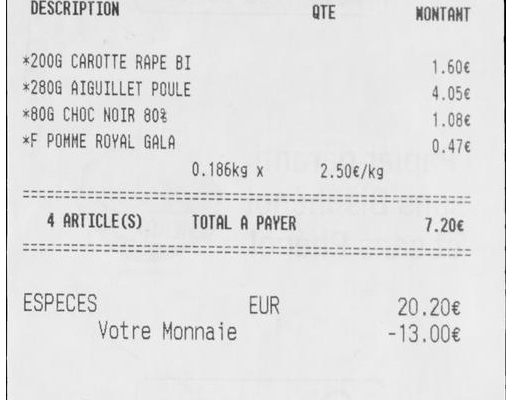 DESCRIPTION QTE MONTANT
*200G CAROTTE RAPE BI 1.60€
*280G AIGUILLET POULE 4.05€
*80G CHOC NOIR 80% 1.08€
*F POMME ROYAL GALA 0.47€
0.186kg x 2.50€/kg
4 ARTICLE(S) TOTAL A PAYER 7.20€
ESPECES EUR 20.20€
Votre Monnaie -13.00€